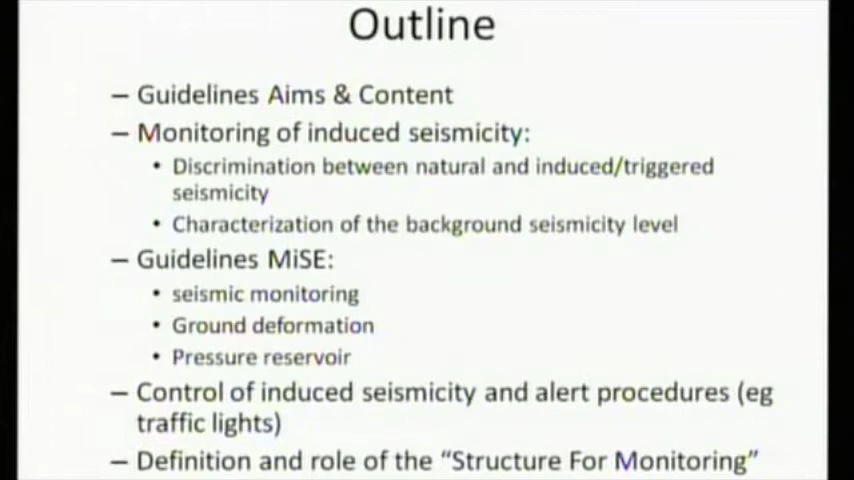 Outline
– Guidelines Aims & Content
– Monitoring of induced seismicity:
• Discrimination between natural and induced/triggered
seismicity
• Characterization of the background seismicity level
– Guidelines MiSE:
• seismic monitoring
• Ground deformation
• Pressure reservoir
– Control of induced seismicity and alert procedures (eg
traffic lights)
– Definition and role of the “Structure For Monitoring”